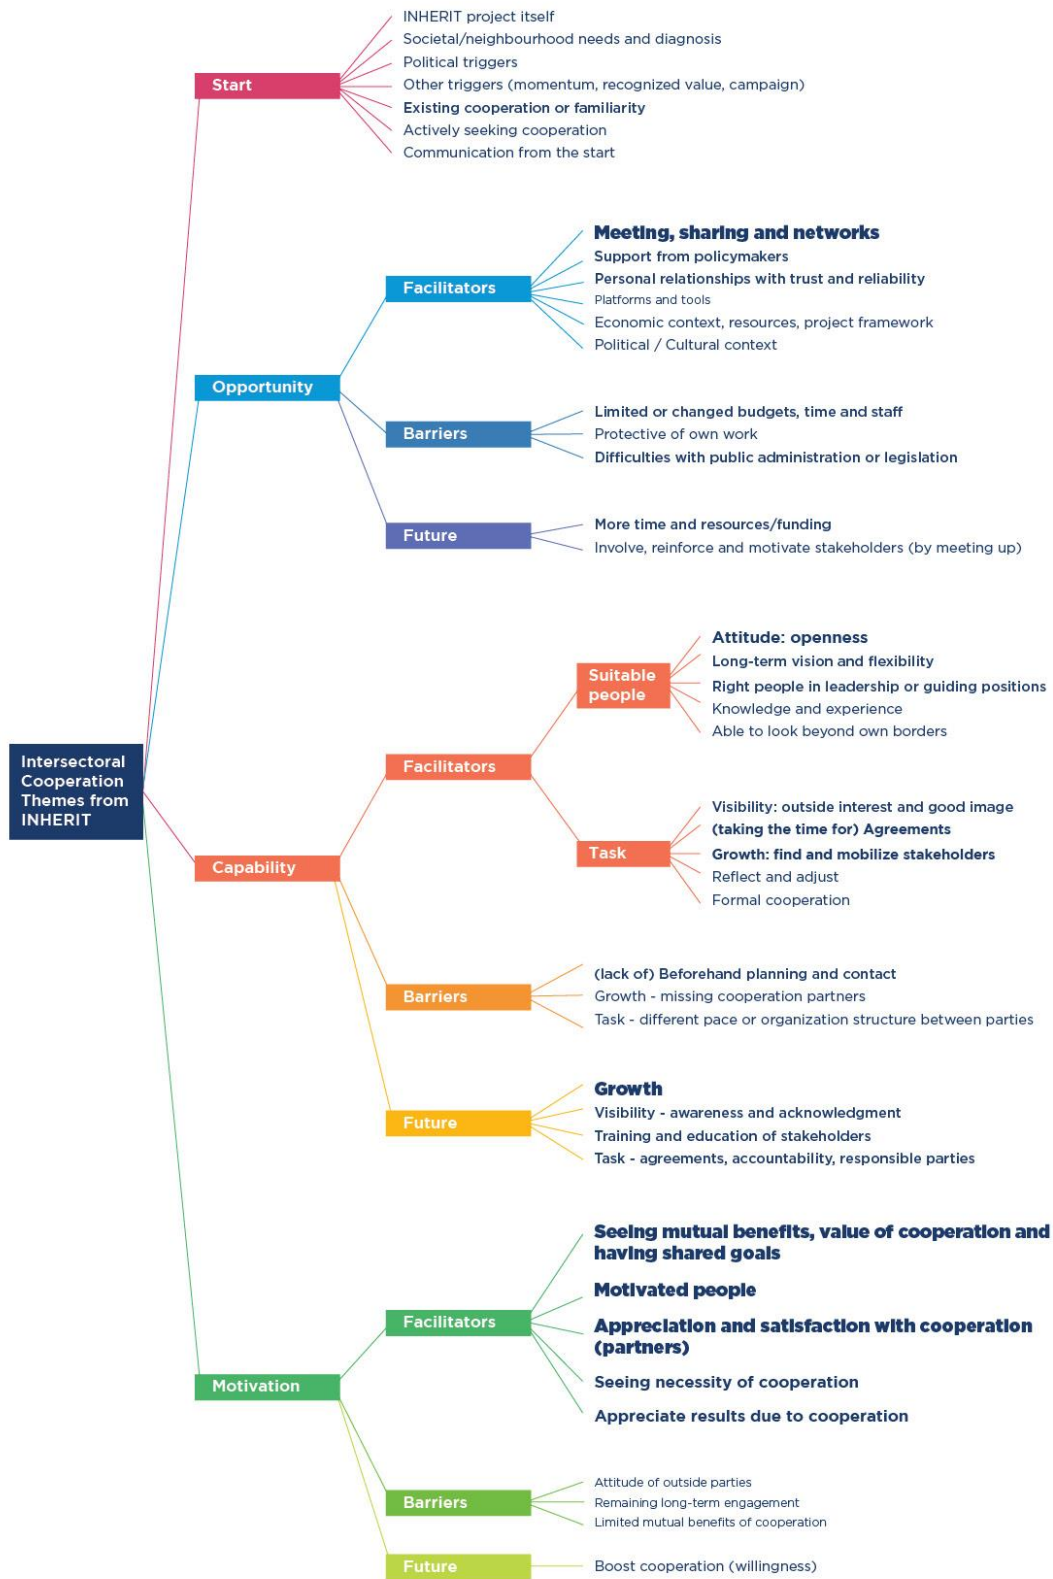 INHERIT project itself
Societal/neighbourhood needs and diagnosis
Political triggers
Start
Other triggers (momentum, recognized value, campaign)
Existing cooperation or familiarity
Actively seeking cooperation
Communication from the start
Meeting, sharing and networks
Support from policymakers
Facilitators
Personal relationships with trust and reliability
Platforms and tools
Economic context, resources, project framework
Political / Cultural context
Opportunity
Limited or changed budgets, time and staff
Barriers
Protective of own work
Difficulties with public administration or legislation
More time and resources/funding
Future
Involve, reinforce and motivate stakeholders (by meeting up)
Attitude: openness
Long-term vision and flexibility
Suitable
people
Right people in leadership or guiding positions
Knowledge and experience
Able to look beyond own borders
Intersectoral
Cooperation
Themes from
INHERIT
Facilitators
Visibility: outside interest and good image
(taking the time for) Agreements
Task
Growth: find and mobilize stakeholders
Reflect and adjust
Formal cooperation
Capability
(lack of) Beforehand planning and contact
Barriers
Growth - missing cooperation partners
Task - different pace or organization structure between parties
Growth
Visibility - awareness and acknowledgment
Future
Training and education of stakeholders
Task - agreements, accountability, responsible parties
Seeing mutual benefits, value of cooperation and
having shared goals
Motivated people
Facilitators
Appreciation and satisfaction with cooperation
(partners)
Seeing necessity of cooperation
Motivation
Appreciate results due to cooperation
Attitude of outside parties
Barriers
Remaining long-term engagement
Limited mutual benefits of cooperation
Future
Boost cooperation (willingness)